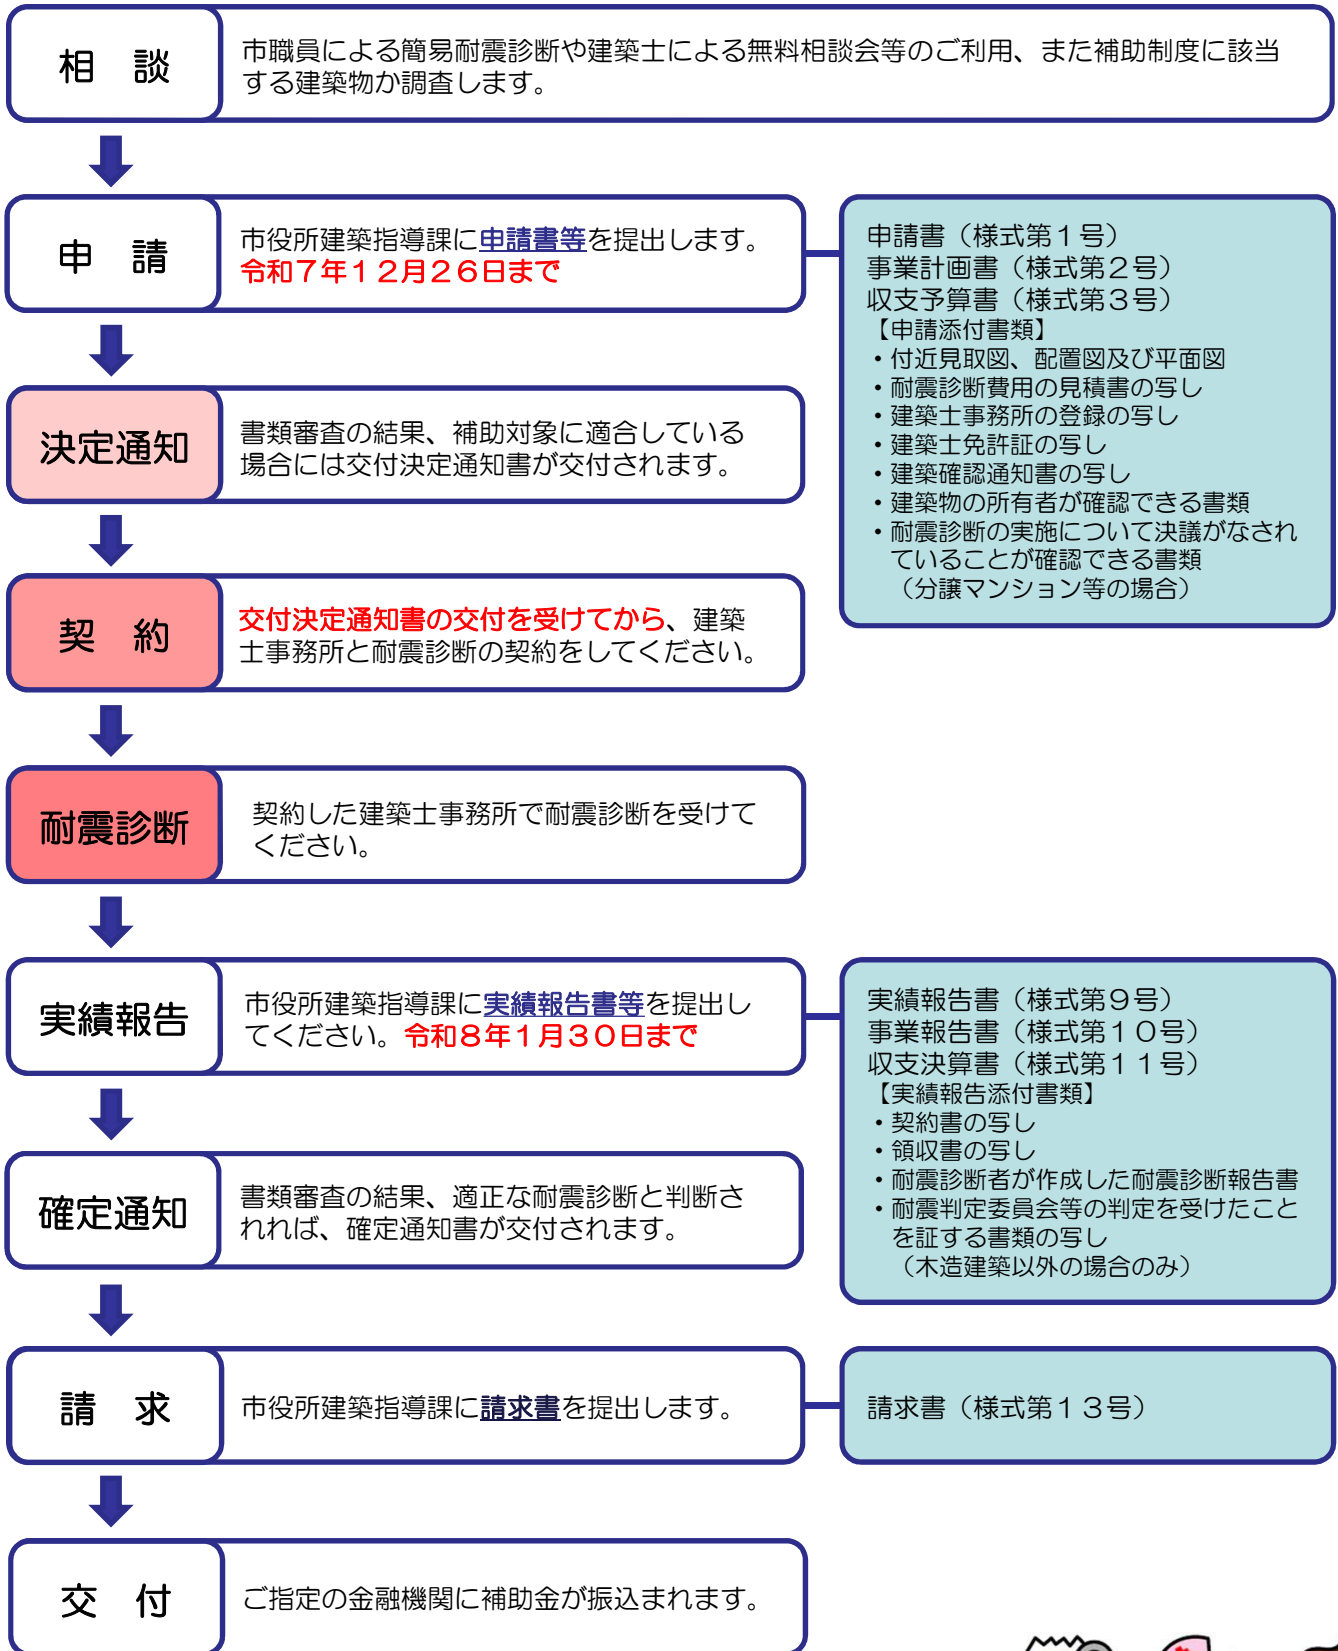 相　談
市職員による簡易耐震診断や建築士による無料相談会等のご利用、また補助制度に該当
する建築物か調査します。
申　請
市役所建築指導課に申請書等を提出します。
令和７年１２月２６日まで
申請書（様式第１号）
事業計画書（様式第２号）
収支予算書（様式第３号）
【申請添付書類】
・付近見取図、配置図及び平面図
・耐震診断費用の見積書の写し
・建築士事務所の登録の写し
・建築士免許証の写し
・建築確認通知書の写し
・建築物の所有者が確認できる書類
・耐震診断の実施について決議がなされ
ていることが確認できる書類
（分譲マンション等の場合）
決定通知
書類審査の結果、補助対象に適合している
場合には交付決定通知書が交付されます。
契　約
交付決定通知書の交付を受けてから、建築
士事務所と耐震診断の契約をしてください。
耐震診断
契約した建築士事務所で耐震診断を受けて
ください。
実績報告
市役所建築指導課に実績報告書等を提出し
てください。令和８年１月３０日まで
実績報告書（様式第９号）
事業報告書（様式第１０号）
収支決算書（様式第１１号）
【実績報告添付書類】
・契約書の写し
・領収書の写し
・耐震診断者が作成した耐震診断報告書
・耐震判定委員会等の判定を受けたこと
を証する書類の写し
（木造建築以外の場合のみ）
確定通知
書類審査の結果、適正な耐震診断と判断さ
れれば、確定通知書が交付されます。
請　求
市役所建築指導課に請求書を提出します。
請求書（様式第１３号）
交　付
ご指定の金融機関に補助金が振込まれます。